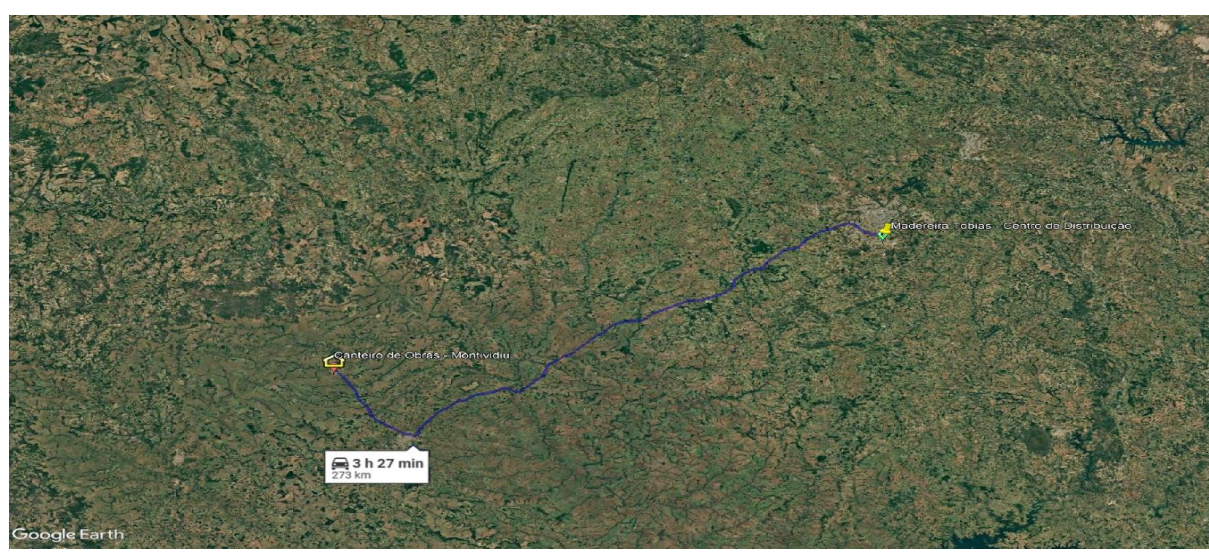 Madereira Tobias - Centro de Distribuição
Canteiro de Obras - Montividiu
3 h 27 min
273 km
Google Earth